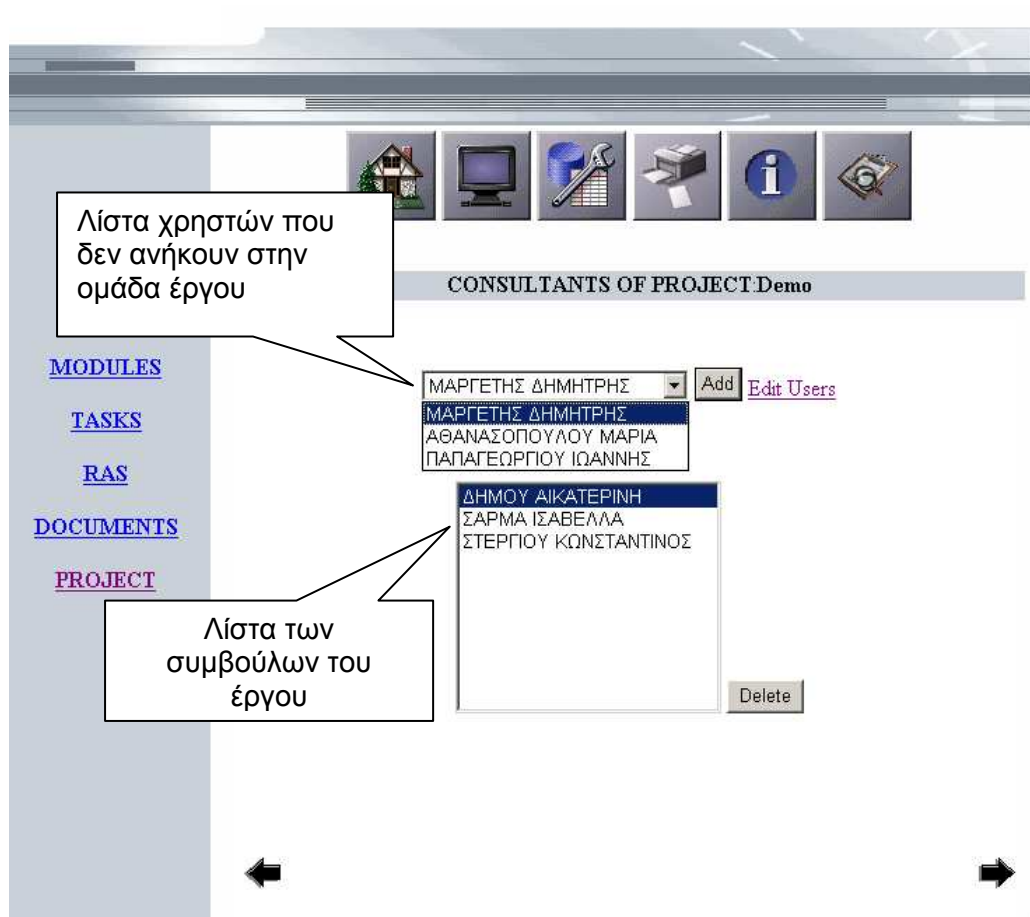 Λίστα χρηστών που
δεν ανήκουν στην
ομάδα έργου
CONSULTANTS OF PROJECT:Demo
MODULES
TASKS
RAS
DOCUMENTS
PROJECT
ΜΑΡΓΕΤΗΣ ΔΗΜΗΤΡΗΣ Add Edit Users
ΜΑΡΓΕΤΗΣ ΔΗΜΗΤΡΗΣ
ΑΘΑΝΑΣΟΠΟΥΛΟΥ ΜΑΡΙΑ
ΠΑΠΑΓΕΩΡΓΙΟΥ ΙΩΑΝΝΗΣ
ΔΗΜΟΥ ΑΙΚΑΤΕΡΙΝΗ
ΣΑΡΜΑ ΙΣΑΒΕΛΛΑ
ΣΤΕΡΓΙΟΥ ΚΩΝΣΤΑΝΤΙΝΟΣ
Λίστα των
συμβούλων του
έργου
Delete